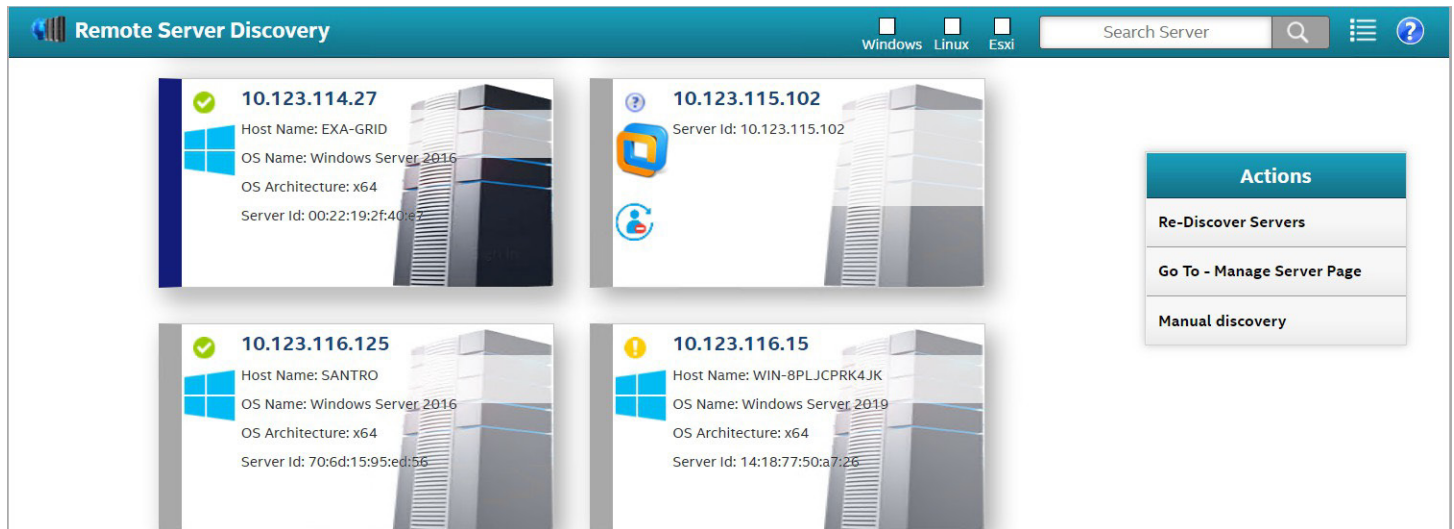 Remote Server Discovery
Windows Linux Esxi
Search Server
10.123.114.27
Host Name: EXA-GRID
OS Name: Windows Server 2016
OS Architecture: x64
Server Id: 00:22:19:2f:40:e7
10.123.115.102
Server Id: 10.123.115.102
Actions
Re-Discover Servers
Go To - Manage Server Page
Manual discovery
10.123.116.125
Host Name: SANTRO
OS Name: Windows Server 2016
OS Architecture: x64
Server Id: 70:6d:15:95:ed:56
10.123.116.15
Host Name: WIN-8PLJCPRK4JK
OS Name: Windows Server 2019
OS Architecture: x64
Server Id: 14:18:77:50:a7:26